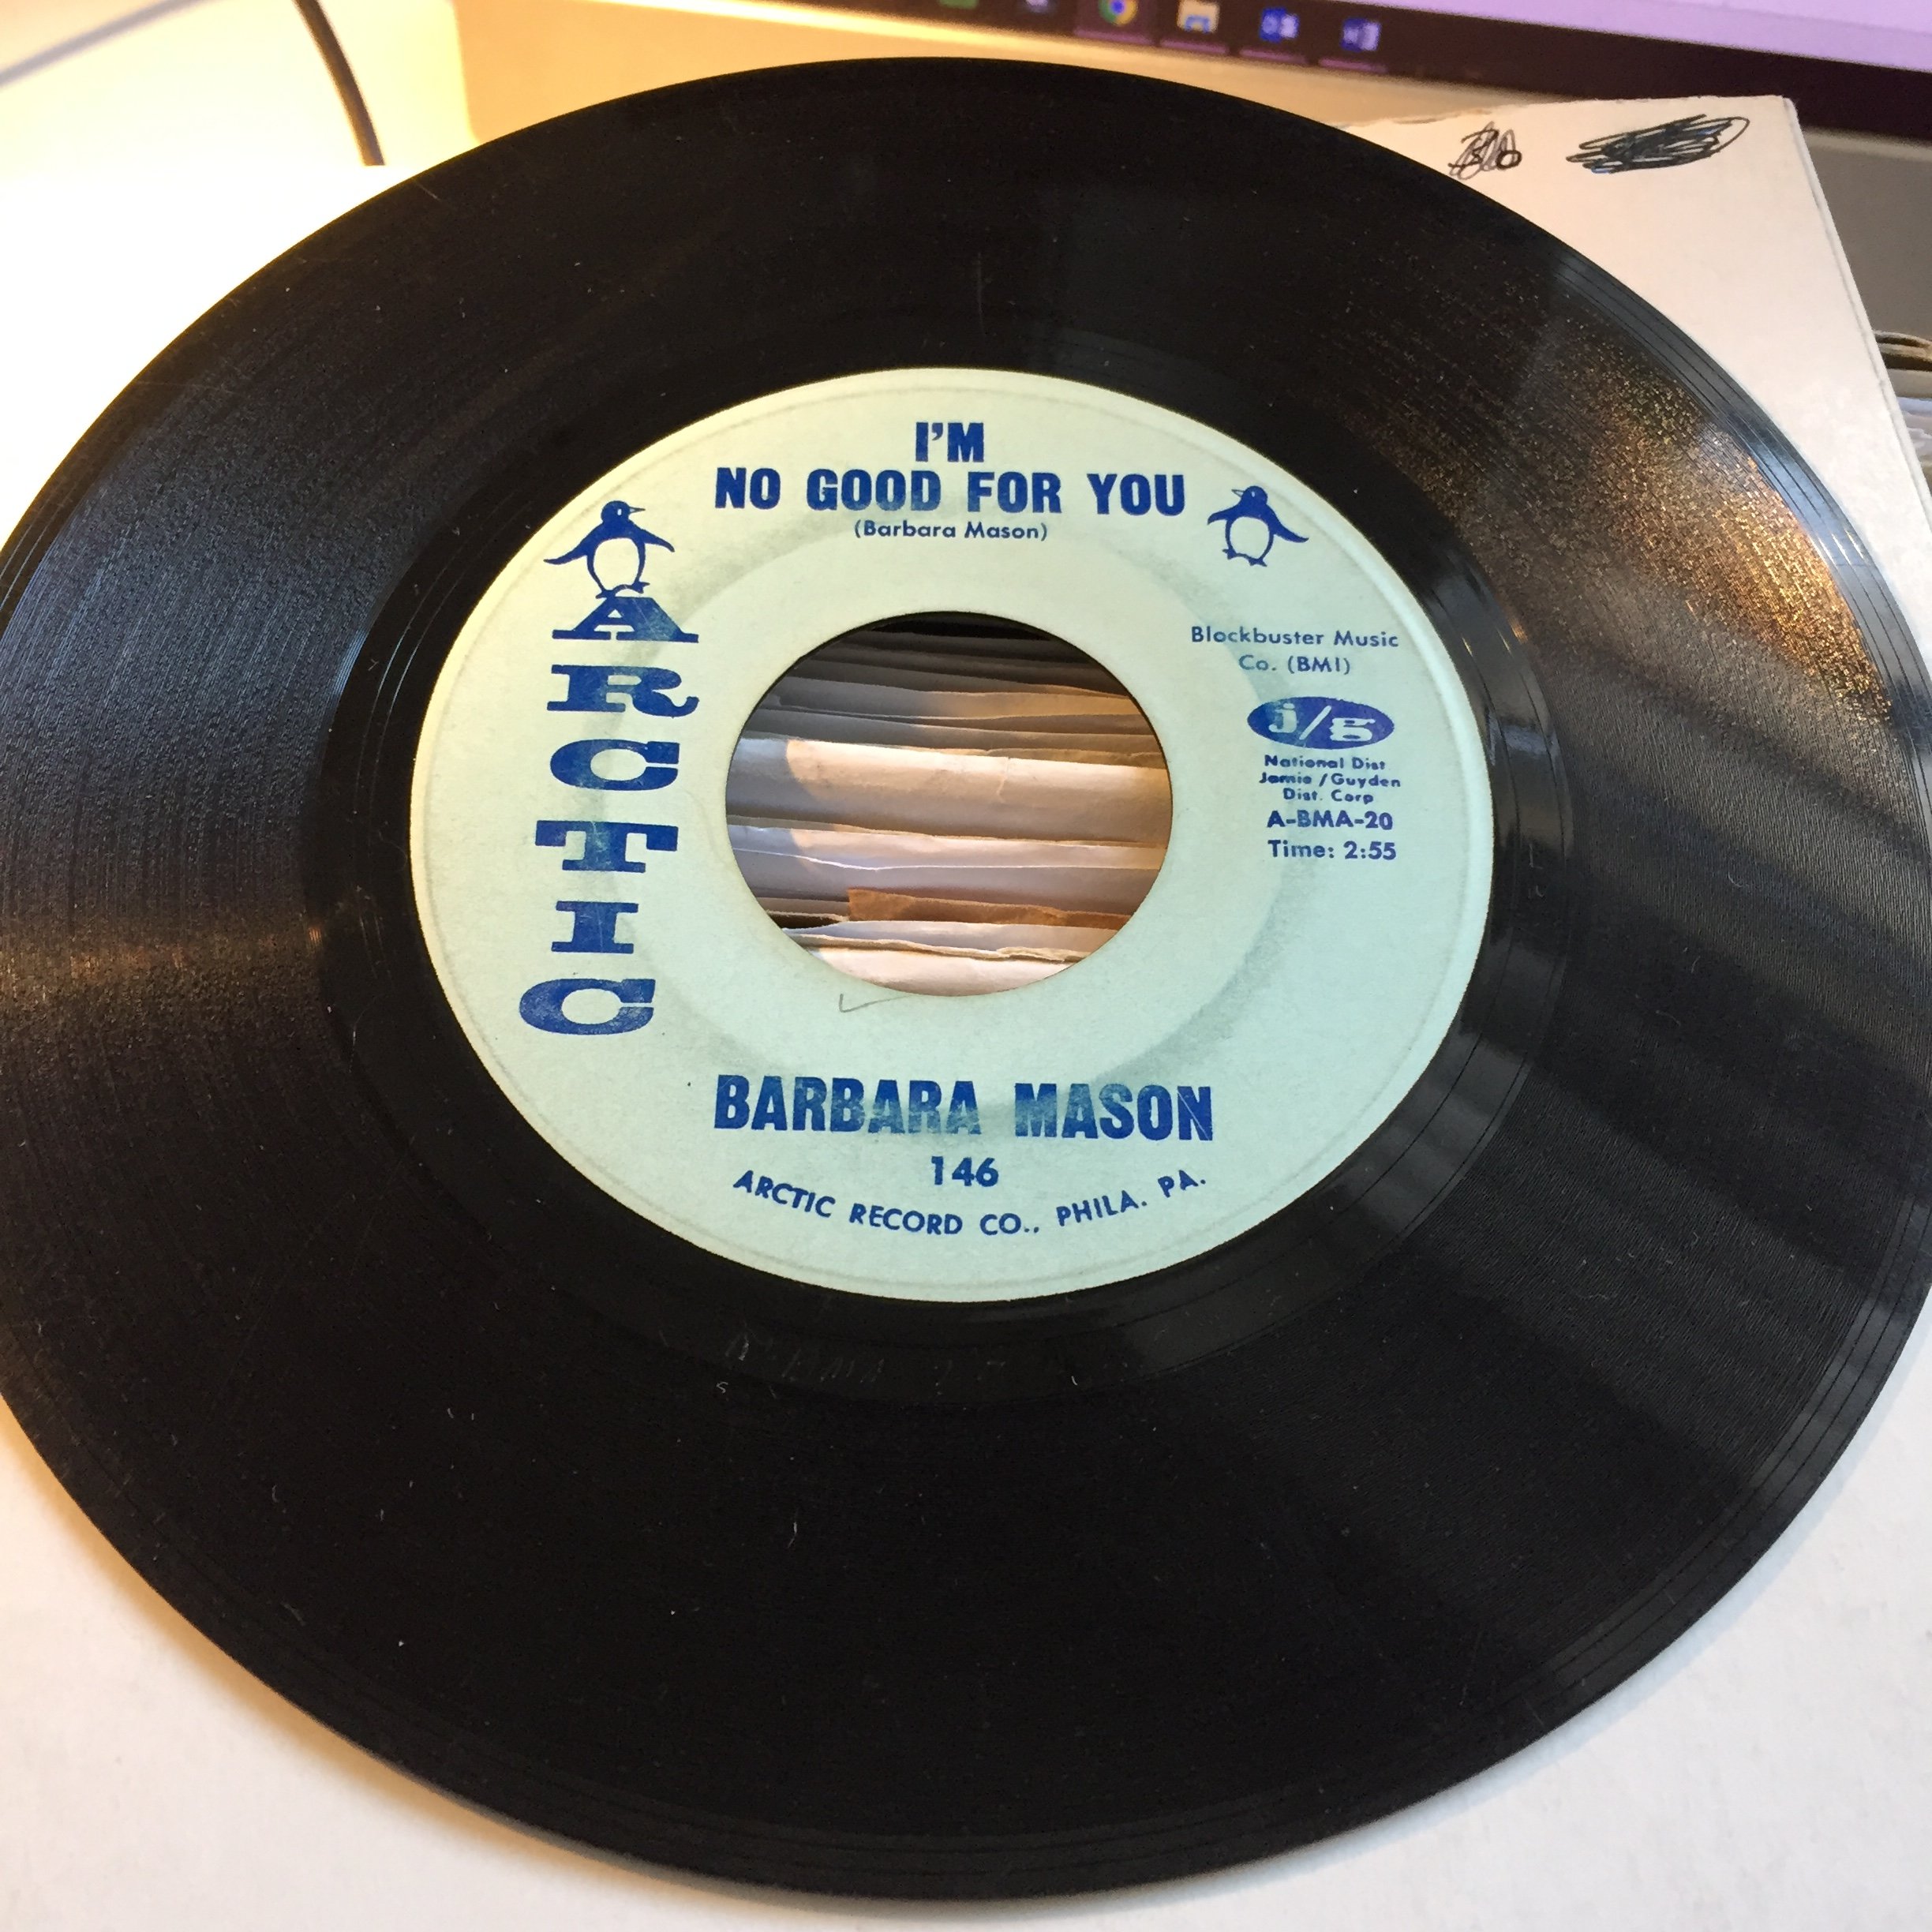 I'M
NO GOOD FOR YOU
(Barbara Mason)
ARCTIC
Blockbuster Music
Co. (BMI)
j/g
National Dist
Jamie/Guyden
Dist. Corp
A-BMA-20
Time: 2:55
BARBARA MASON
146
ARCTIC RECORD CO., PHILA. PA.